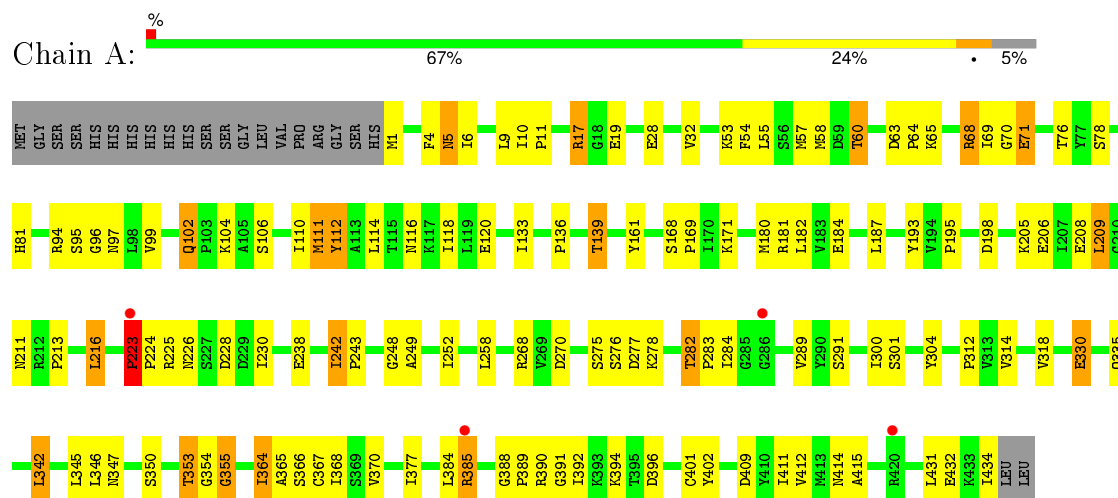 %
Chain A:
67% 24% • 5%
MET GLY SER SER HIS HIS HIS HIS HIS HIS SER SER GLY LEU VAL PRO ARG GLY SER HIS M1 F4 N5 I6 L9 I10 P11 R17 G18 E19 E28 V32 K53 F54 L55 S56 M57 M58 D59 T60 D63 P64 K65 R68 I69 G70 E71 T76 Y77 S78
H81 R94 S95 G96 N97 L98 V99 Q102 P103 K104 A105 S106 I110 M111 Y112 A113 L114 T115 N116 K117 I118 L119 E120 I133 P136 T139 Y161 S168 P169 I170 K171 M180 R181 L182 V183 E184 L187 Y193 V194 P195 D198 K205 E206 I207 E208 L209
N211 R212 P213 L216 P223 P224 R225 N226 S227 D228 D229 I230 E238 I242 P243 G248 A249 I252 L258 R268 V269 D270 S275 S276 D277 K278 T282 P283 I284 G285 G286 V289 Y290 S291 I300 S301 Y304 P312 V313 V314 V318 E330
L342 L345 L346 N347 S350 T353 G354 G355 I364 A365 S366 C367 I368 S369 V370 I377 L384 R385 G388 P389 R390 G391 I392 K393 K394 T395 D396 C401 Y402 D409 Y410 I411 V412 M413 N414 A415 R420 L431 E432 K433 I434 LEU LEU